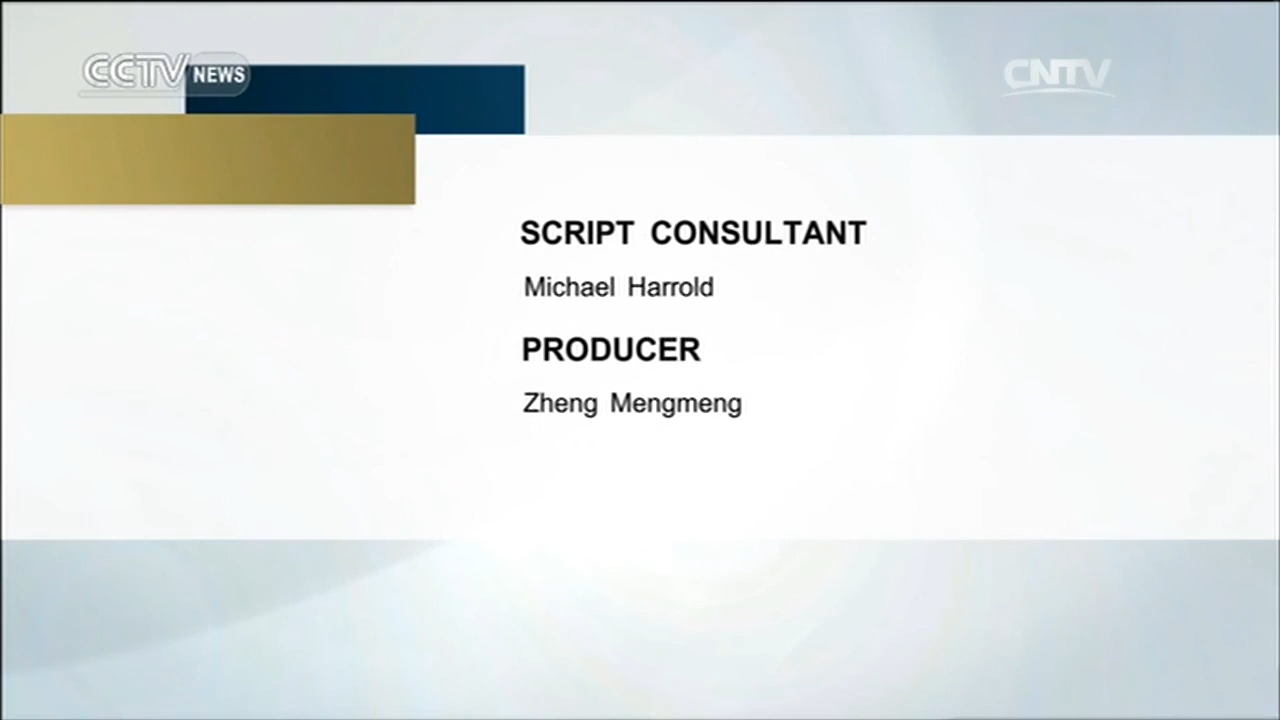 CCTV NEWS
CNTV
SCRIPT CONSULTANT
Michael Harrold
PRODUCER
Zheng Mengmeng